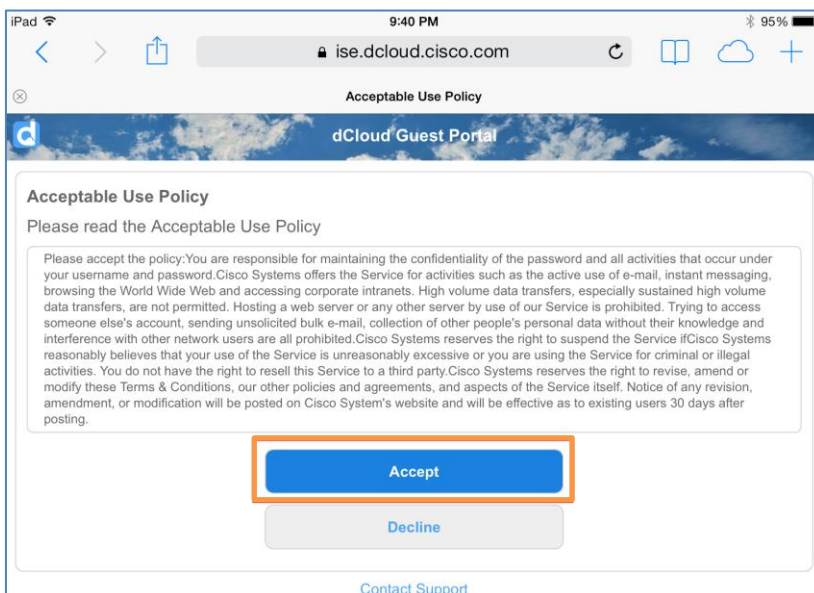 iPad 9:40 PM 95%
ise.dcloud.cisco.com
Acceptable Use Policy
d dCloud Guest Portal
Acceptable Use Policy
Please read the Acceptable Use Policy
Please accept the policy:You are responsible for maintaining the confidentiality of the password and all activities that occur under
your username and password.Cisco Systems offers the Service for activities such as the active use of e-mail, instant messaging,
browsing the World Wide Web and accessing corporate intranets. High volume data transfers, especially sustained high volume
data transfers, are not permitted. Hosting a web server or any other server by use of our Service is prohibited. Trying to access
someone else's account, sending unsolicited bulk e-mail, collection of other people's personal data without their knowledge and
interference with other network users are all prohibited.Cisco Systems reserves the right to suspend the Service ifCisco Systems
reasonably believes that your use of the Service is unreasonably excessive or you are using the Service for criminal or illegal
activities. You do not have the right to resell this Service to a third party.Cisco Systems reserves the right to revise, amend or
modify these Terms & Conditions, our other policies and agreements, and aspects of the Service itself. Notice of any revision,
amendment, or modification will be posted on Cisco System's website and will be effective as to existing users 30 days after
posting.
Accept
Decline
Contact Support